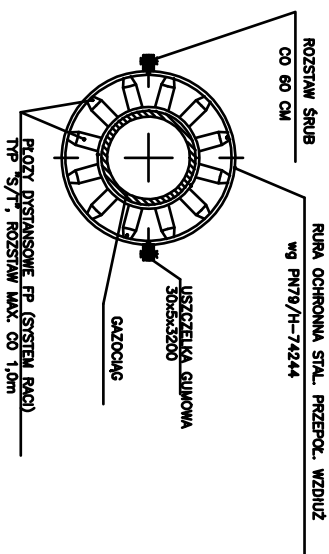 RURA OCHRONNA STAL. PRZEPOŁ. WZDŁUŻ
wg PN79/H-74244
ROZSTAW ŚRUB
CO 60 CM
USZCZELKA GUMOWA
30x5x3200
GAZOCIĄG
PŁOZY DYSTANSOWE FP (SYSTEM RACI)
TYP "S/T", ROZSTAW MAX. CO 1,0m